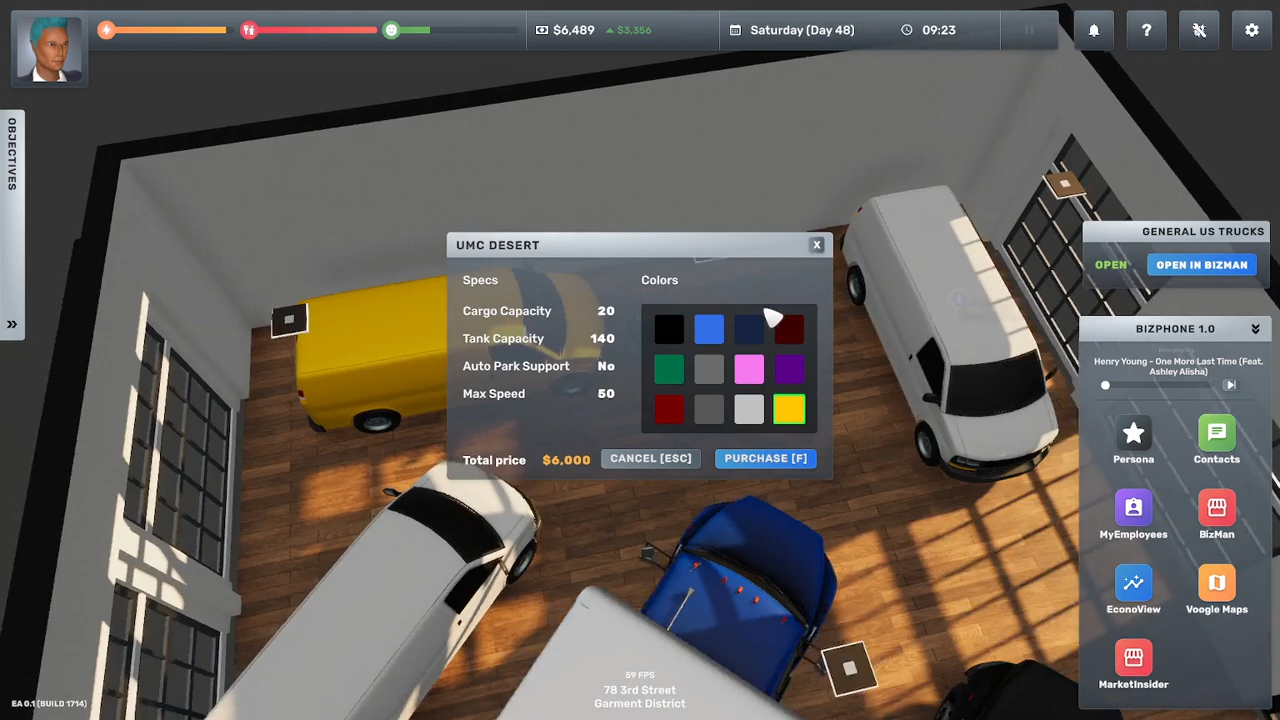 $6,489 $3,356
Saturday (Day 48)
09:23
?
OBJECTIVES
»
UMC DESERT
X
Specs
Cargo Capacity 20
Tank Capacity 140
Auto Park Support No
Max Speed 50
Colors
Total price $6,000
CANCEL [ESC]
PURCHASE [F]
GENERAL US TRUCKS
OPEN
OPEN IN BIZMAN
BIZPHONE 1.0
Henry Young - One More Last Time (Feat.
Ashley Alisha)
Persona
Contacts
MyEmployees
BizMan
EconoView
Voogle Maps
MarketInsider
UMC
59 FPS
78 3rd Street
Garment District
EA 0.1 (BUILD 1714)